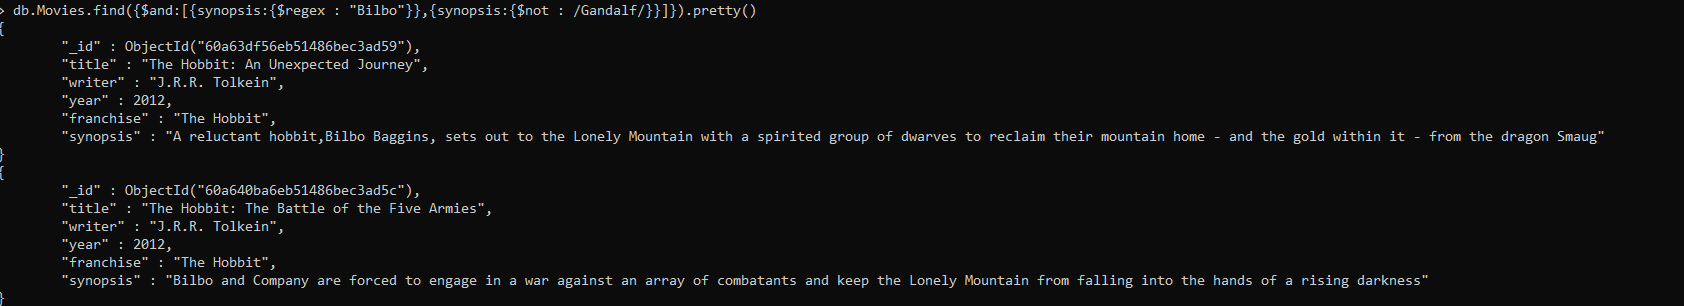 > db.Movies.find({$and:[{synopsis:{$regex : "Bilbo"}},{synopsis:{$not : /Gandalf/}}]}).pretty()
{
"_id" : ObjectId("60a63df56eb51486bec3ad59"),
"title" : "The Hobbit: An Unexpected Journey",
"writer" : "J.R.R. Tolkein",
"year" : 2012,
"franchise" : "The Hobbit",
"synopsis" : "A reluctant hobbit,Bilbo Baggins, sets out to the Lonely Mountain with a spirited group of dwarves to reclaim their mountain home - and the gold within it - from the dragon Smaug"
}
{
"_id" : ObjectId("60a640ba6eb51486bec3ad5c"),
"title" : "The Hobbit: The Battle of the Five Armies",
"writer" : "J.R.R. Tolkein",
"year" : 2012,
"franchise" : "The Hobbit",
"synopsis" : "Bilbo and Company are forced to engage in a war against an array of combatants and keep the Lonely Mountain from falling into the hands of a rising darkness"
}